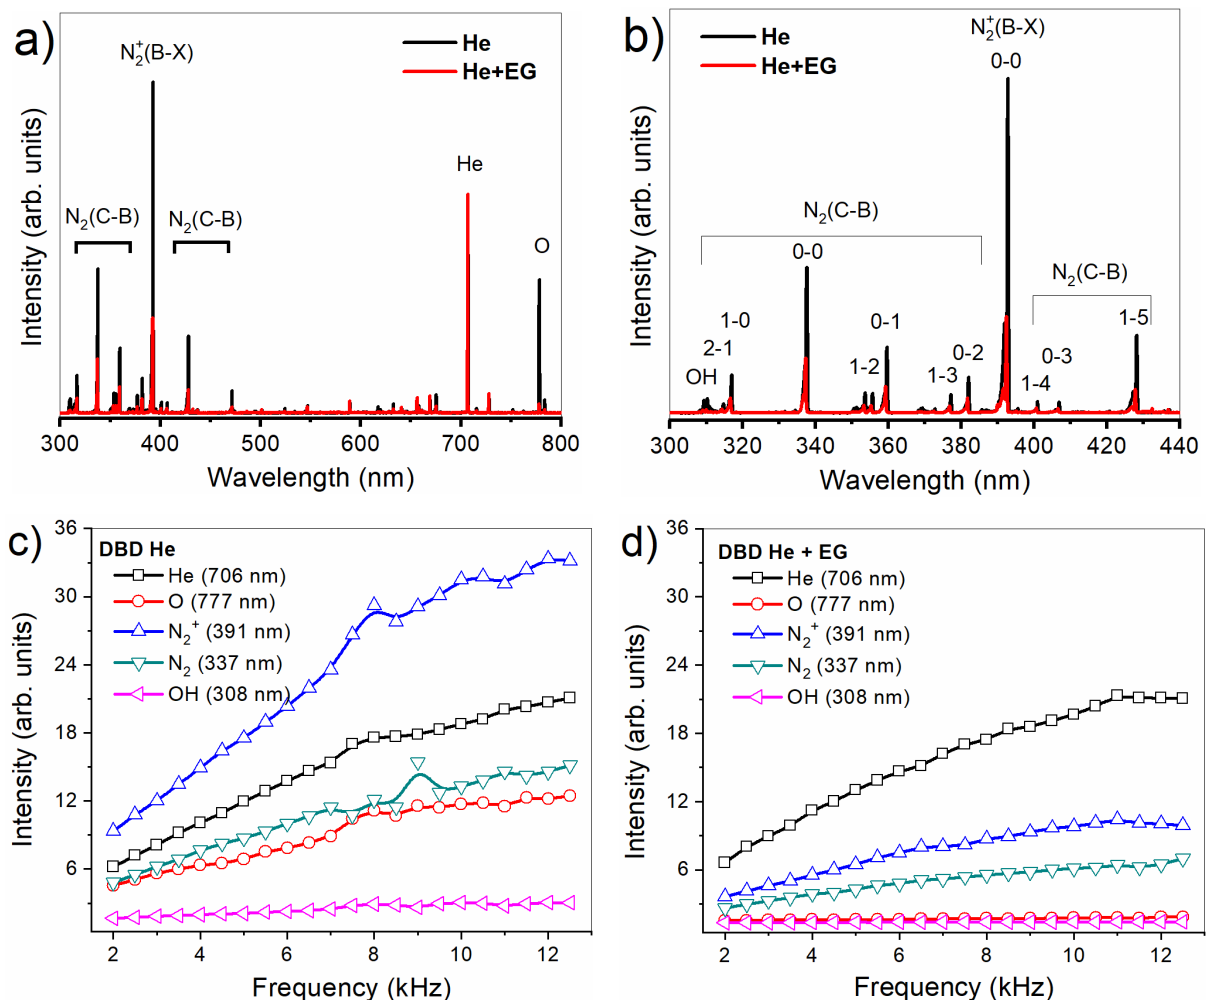 a)
N₂⁺(B-X)
He
He+EG
N₂(C-B)
N₂(C-B)
He
O
Intensity (arb. units)
300 400 500 600 700 800
Wavelength (nm)
b)
N₂⁺(B-X)
He
He+EG
0-0
N₂(C-B)
0-0
N₂(C-B)
1-0
0-1
1-5
2-1
0-2
0-3
1-2
1-3
OH
1-4
Intensity (arb. units)
300 320 340 360 380 400 420 440
Wavelength (nm)
c)
DBD He
He (706 nm)
O (777 nm)
N₂⁺ (391 nm)
N₂ (337 nm)
OH (308 nm)
Intensity (arb. units)
36
30
24
18
12
6
2 4 6 8 10 12
Frequency (kHz)
d)
DBD He + EG
He (706 nm)
O (777 nm)
N₂⁺ (391 nm)
N₂ (337 nm)
OH (308 nm)
Intensity (arb. units)
36
30
24
18
12
6
2 4 6 8 10 12
Frequency (kHz)